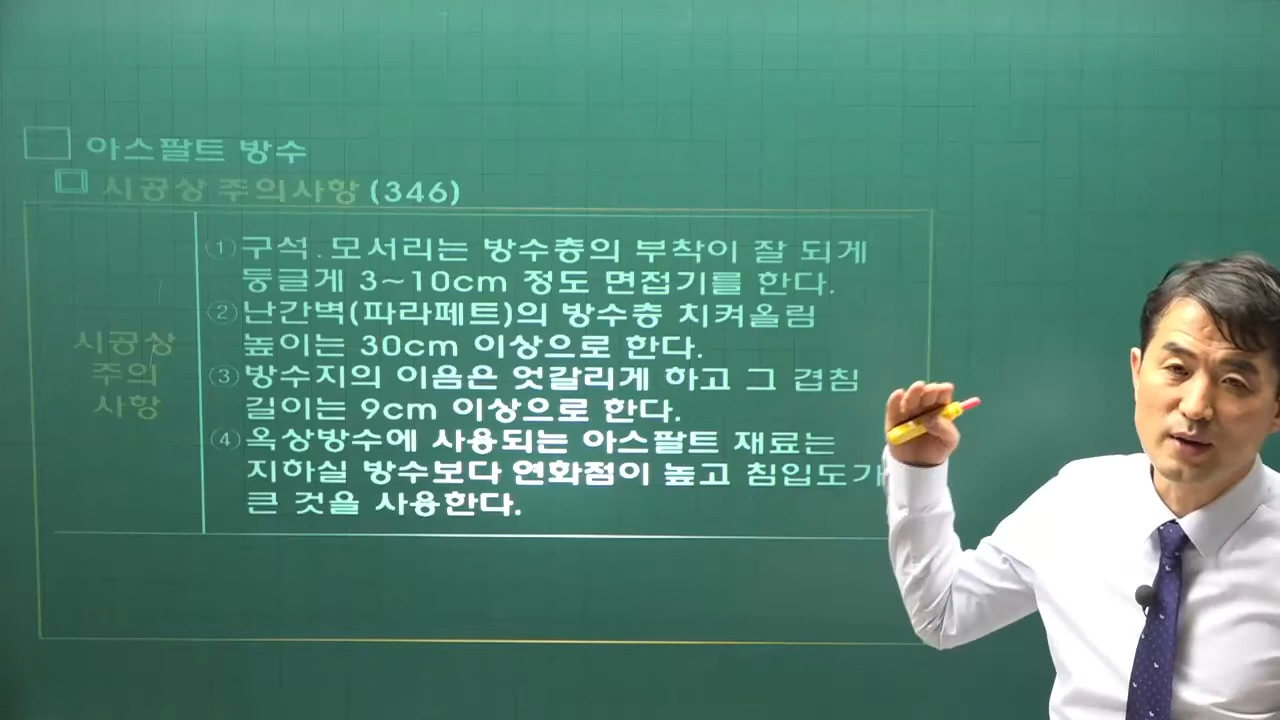 아스팔트 방수
시공상 주의사항 (346)
시공상
주의
사항
① 구석.모서리는 방수층의 부착이 잘 되게
둥글게 3~10cm 정도 면접기를 한다.
② 난간벽(파라페트)의 방수층 치켜올림
높이는 30cm 이상으로 한다.
③ 방수지의 이음은 엇갈리게 하고 그 겹침
길이는 9cm 이상으로 한다.
④ 옥상방수에 사용되는 아스팔트 재료는
지하실 방수보다 연화점이 높고 침입도가
큰 것을 사용한다.